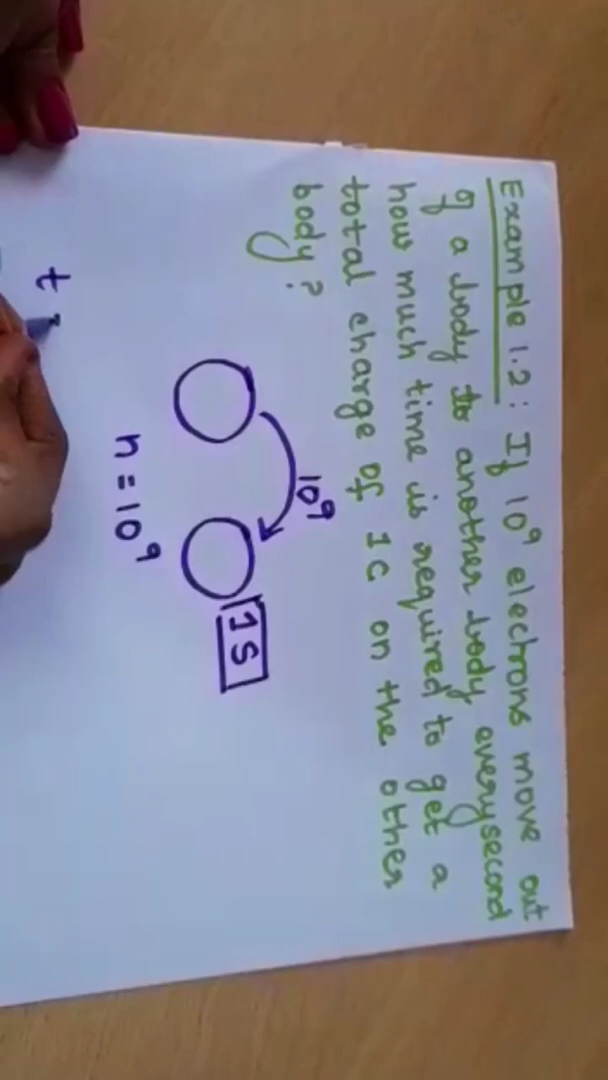 Example 1.2: If 10⁹ electrons move out
of a body to another body every second
how much time is required to get a
total charge of 1C on the other
body?
10⁹
1S
n = 10⁹
t =